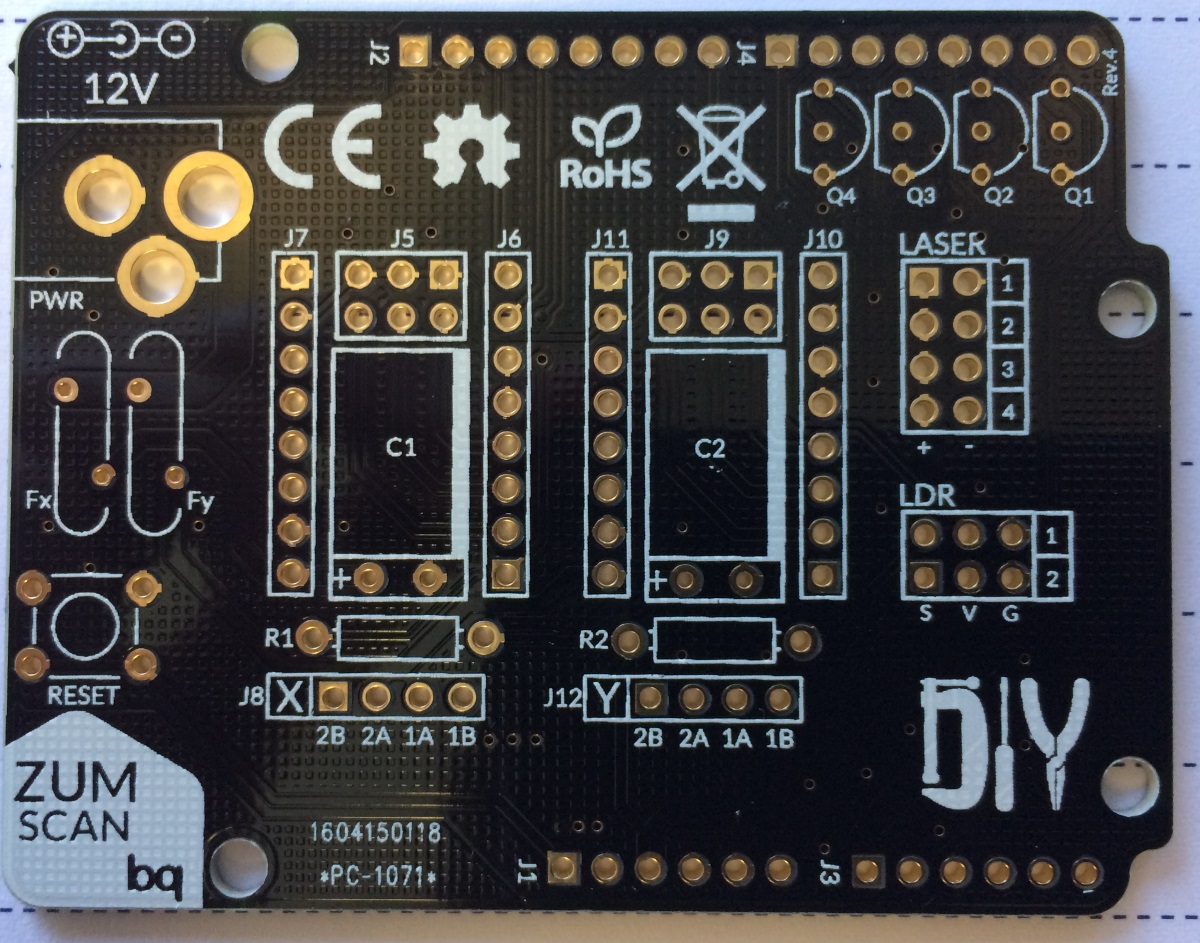 + -
12V
J2
J4
Rev.4
CE
RoHS
Q4 Q3 Q2 Q1
PWR
J7 J5 J6
J11 J9 J10
LASER
1
2
3
4
+ -
C1
C2
Fx Fy
LDR
1
2
S V G
+
+
RESET
R1
R2
J8 X
2B 2A 1A 1B
J12 Y
2B 2A 1A 1B
DIY
ZUM
SCAN
bq
1604150118
*PC-1071*
J1
J3